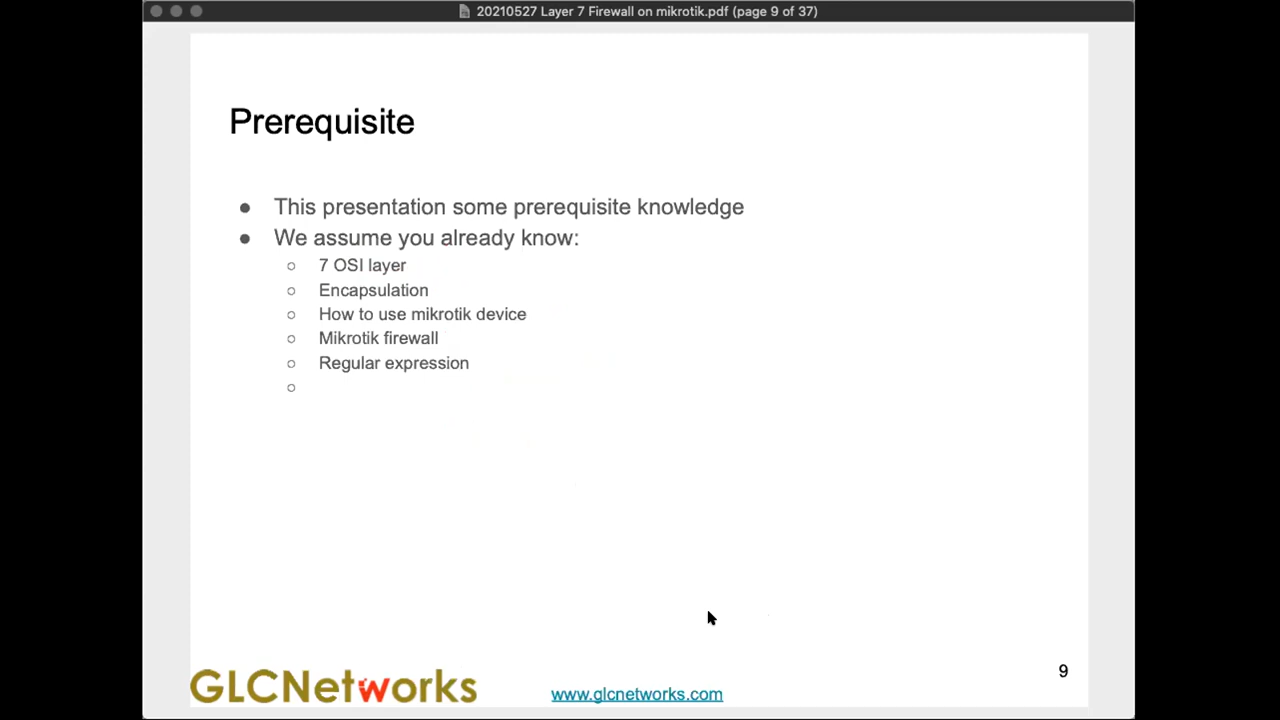 20210527 Layer 7 Firewall on mikrotik.pdf (page 9 of 37)
Prerequisite
● This presentation some prerequisite knowledge
● We assume you already know:
○ 7 OSI layer
○ Encapsulation
○ How to use mikrotik device
○ Mikrotik firewall
○ Regular expression
○
9
GLCNetworks
www.glcnetworks.com